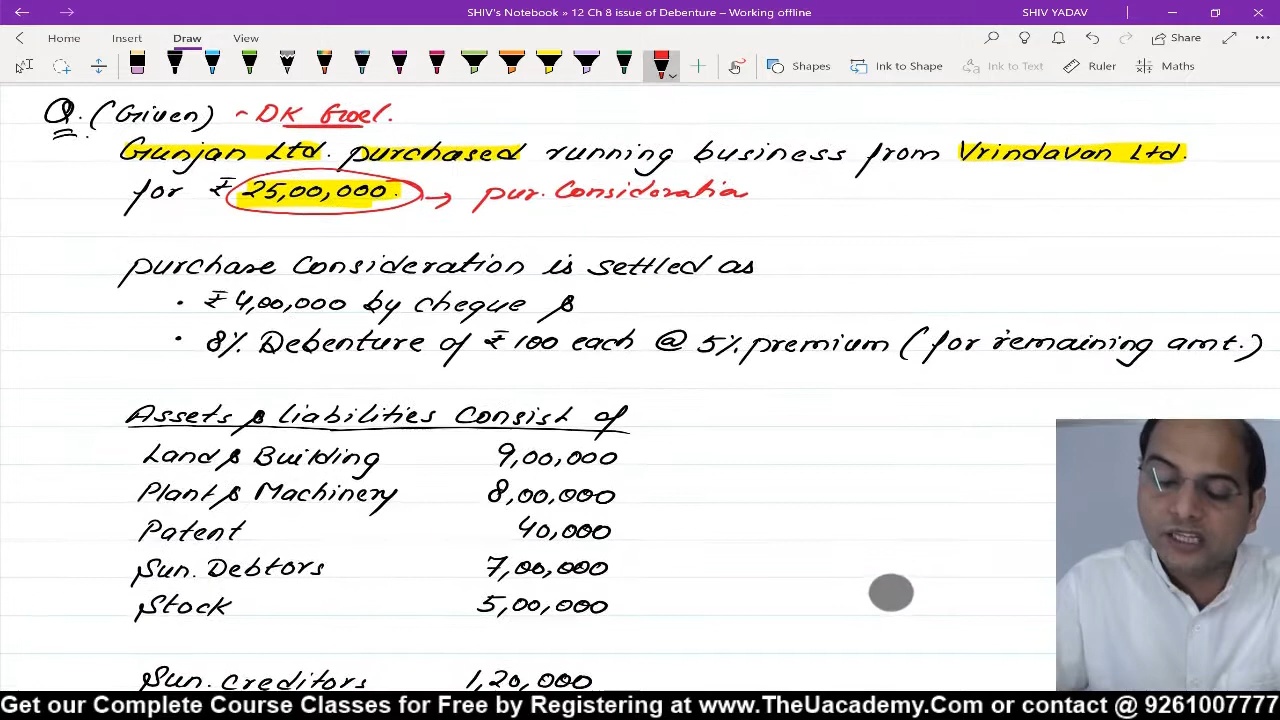 SHIV's Notebook » 12 Ch 8 issue of Debenture – Working offline
SHIV YADAV
Home Insert Draw View
Share
Shapes Ink to Shape Ink to Text Ruler Maths
Q. (Given) - DK Goel.
Gunjan Ltd. purchased running business from Vrindavan Ltd.
for ₹ 25,00,000. → pur. Consideration
purchase Consideration is settled as
• ₹4,00,000 by cheque &
• 8% Debenture of ₹100 each @ 5% premium (for remaining amt.)
Assets & liabilities Consist of
Land & Building 9,00,000
Plant & Machinery 8,00,000
Patent 40,000
Sun. Debtors 7,00,000
Stock 5,00,000
Sun. creditors 1,20,000
Get our Complete Course Classes for Free by Registering at www.TheUacademy.Com or contact @ 9261007777